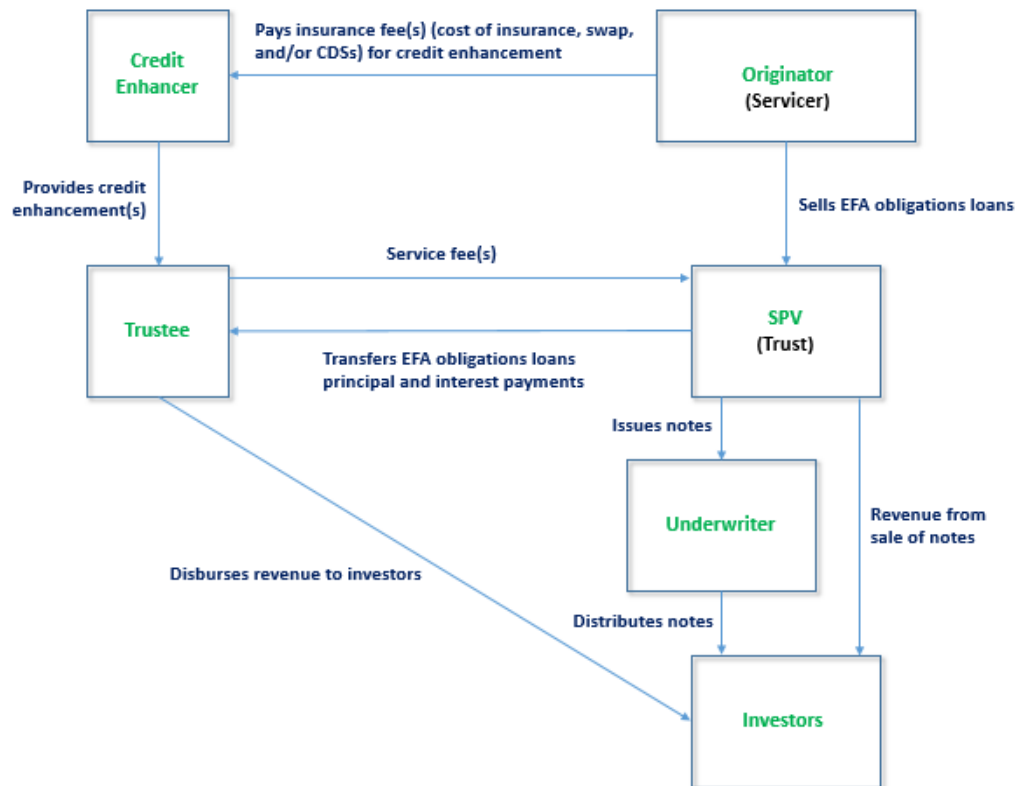 Pays insurance fee(s) (cost of insurance, swap,
and/or CDSs) for credit enhancement
Credit
Enhancer
Originator
(Servicer)
Provides credit
enhancement(s)
Sells EFA obligations loans
Service fee(s)
Trustee
SPV
(Trust)
Transfers EFA obligations loans
principal and interest payments
Issues notes
Underwriter
Revenue from
sale of notes
Disburses revenue to investors
Distributes notes
Investors